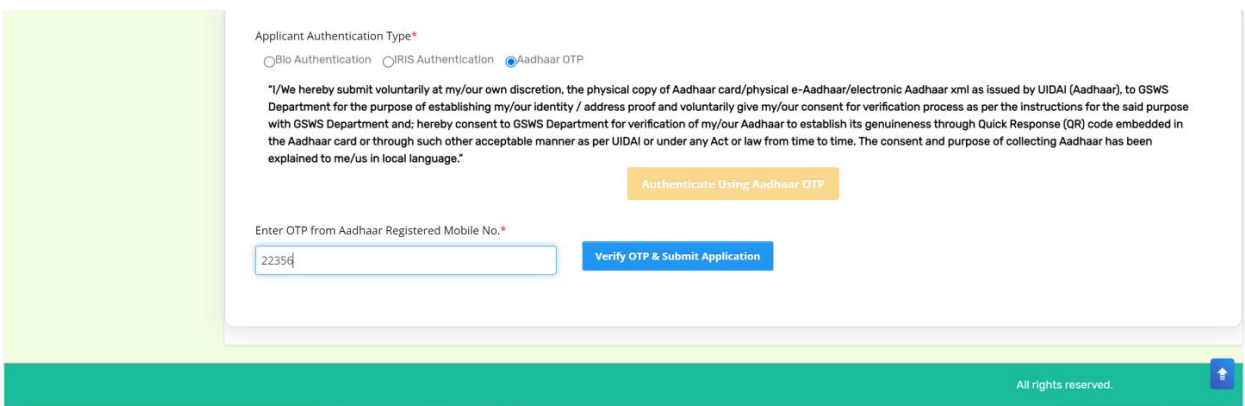 Applicant Authentication Type*
Bio Authentication IRIS Authentication Aadhaar OTP
"I/We hereby submit voluntarily at my/our own discretion, the physical copy of Aadhaar card/physical e-Aadhaar/electronic Aadhaar xml as issued by UIDAI (Aadhaar), to GSWS
Department for the purpose of establishing my/our identity / address proof and voluntarily give my/our consent for verification process as per the instructions for the said purpose
with GSWS Department and; hereby consent to GSWS Department for verification of my/our Aadhaar to establish its genuineness through Quick Response (QR) code embedded in
the Aadhaar card or through such other acceptable manner as per UIDAI or under any Act or law from time to time. The consent and purpose of collecting Aadhaar has been
explained to me/us in local language."
Authenticate Using Aadhaar OTP
Enter OTP from Aadhaar Registered Mobile No.*
22356
Verify OTP & Submit Application
All rights reserved.